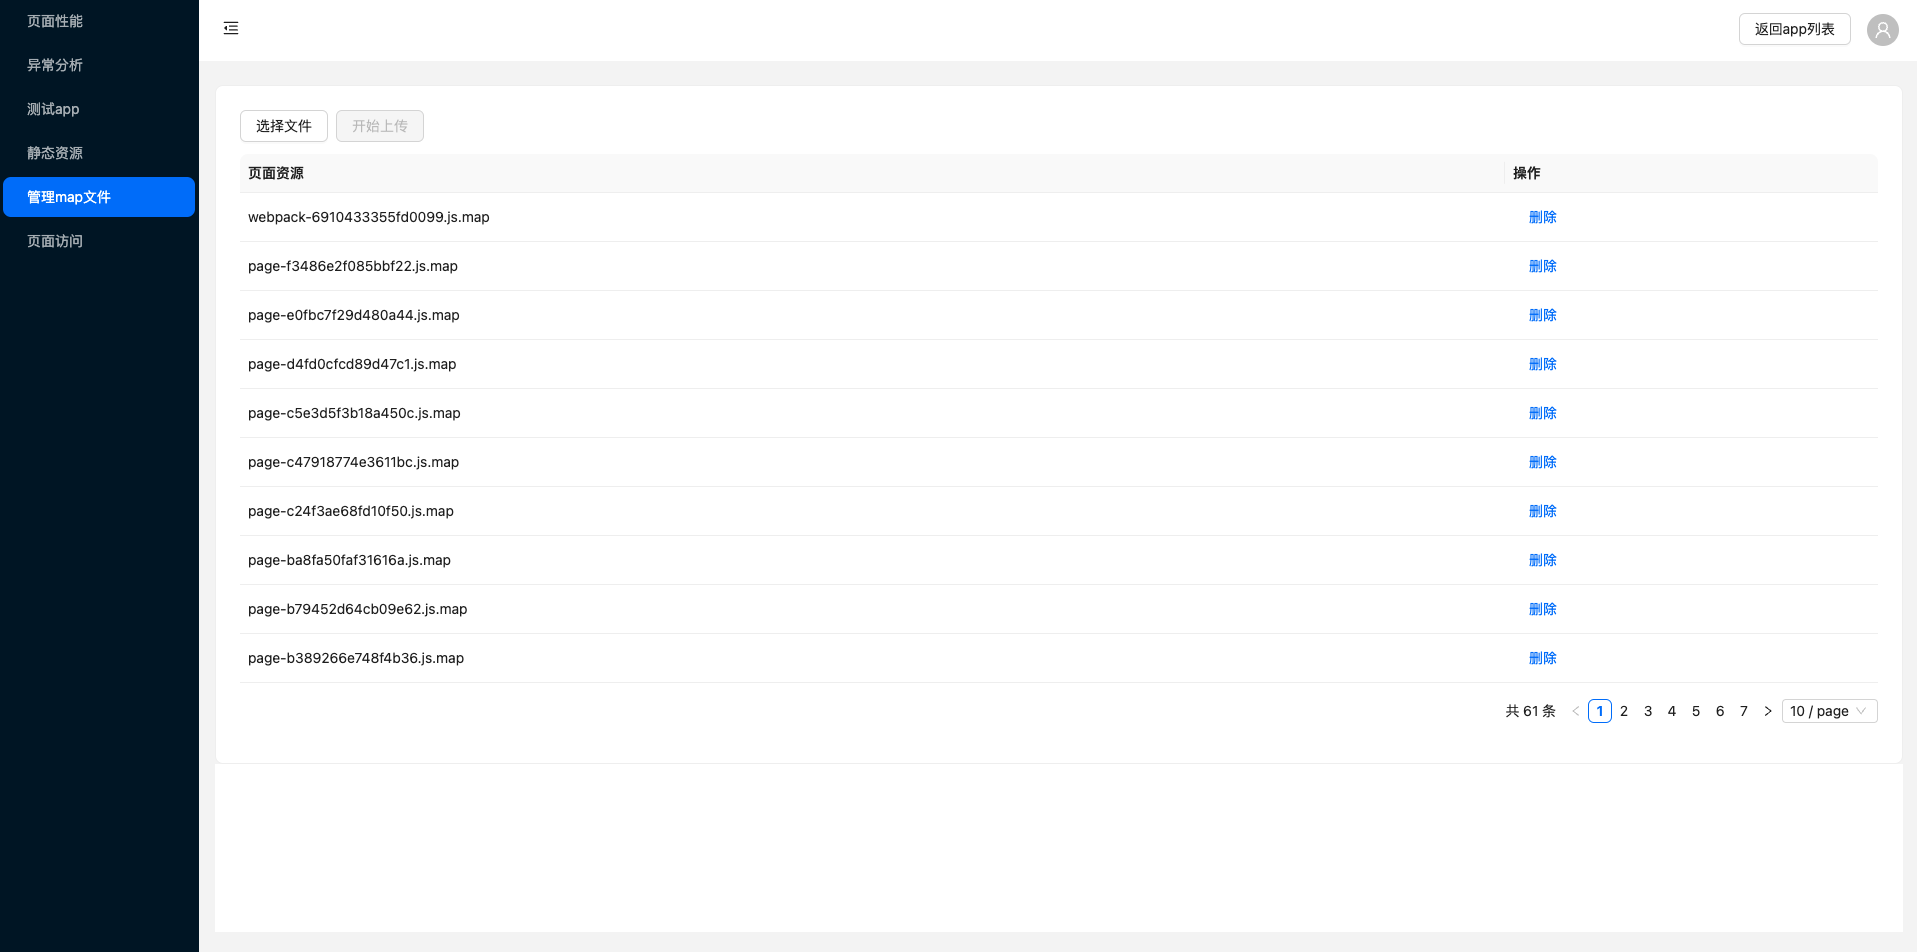 页面性能
异常分析
测试app
静态资源
管理map文件
页面访问
返回app列表
选择文件 开始上传
页面资源 操作
webpack-6910433355fd0099.js.map 删除
page-f3486e2f085bbf22.js.map 删除
page-e0fbc7f29d480a44.js.map 删除
page-d4fd0cfcd89d47c1.js.map 删除
page-c5e3d5f3b18a450c.js.map 删除
page-c47918774e3611bc.js.map 删除
page-c24f3ae68fd10f50.js.map 删除
page-ba8fa50faf31616a.js.map 删除
page-b79452d64cb09e62.js.map 删除
page-b389266e748f4b36.js.map 删除
共 61 条 1 2 3 4 5 6 7 10 / page